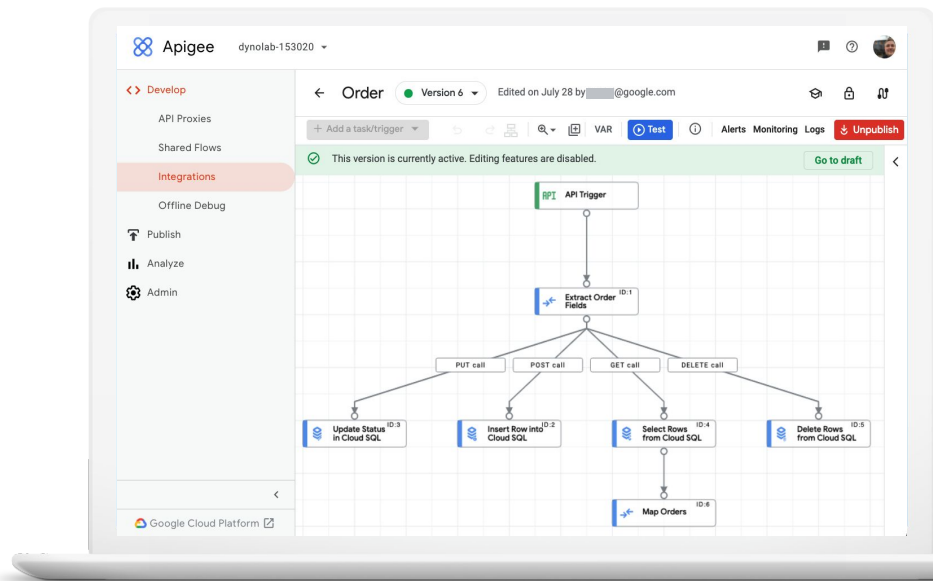 Apigee
dynolab-153020
Develop
API Proxies
Shared Flows
Integrations
Offline Debug
Publish
Analyze
Admin
Google Cloud Platform
Order
Version 6
Edited on July 28 by @google.com
+ Add a task/trigger
VAR
Test
Alerts Monitoring Logs
Unpublish
This version is currently active. Editing features are disabled.
Go to draft
API API Trigger
ID:1
Extract Order
Fields
PUT call POST call GET call DELETE call
ID:3
Update Status
in Cloud SQL
ID:2
Insert Row into
Cloud SQL
ID:4
Select Rows
from Cloud SQL
ID:5
Delete Rows
from Cloud SQL
ID:6
Map Orders